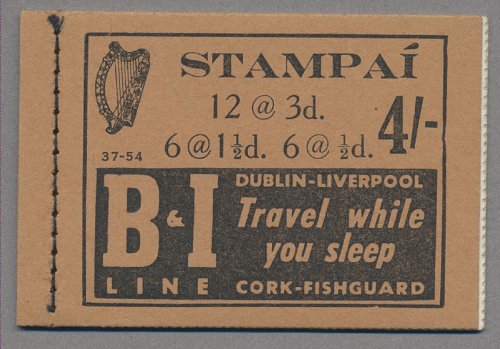 STAMPAÍ
12 @ 3d.
6 @ 1½d. 6 @ ½d.
4/-
37-54
B & I
LINE
DUBLIN-LIVERPOOL
Travel while
you sleep
CORK-FISHGUARD